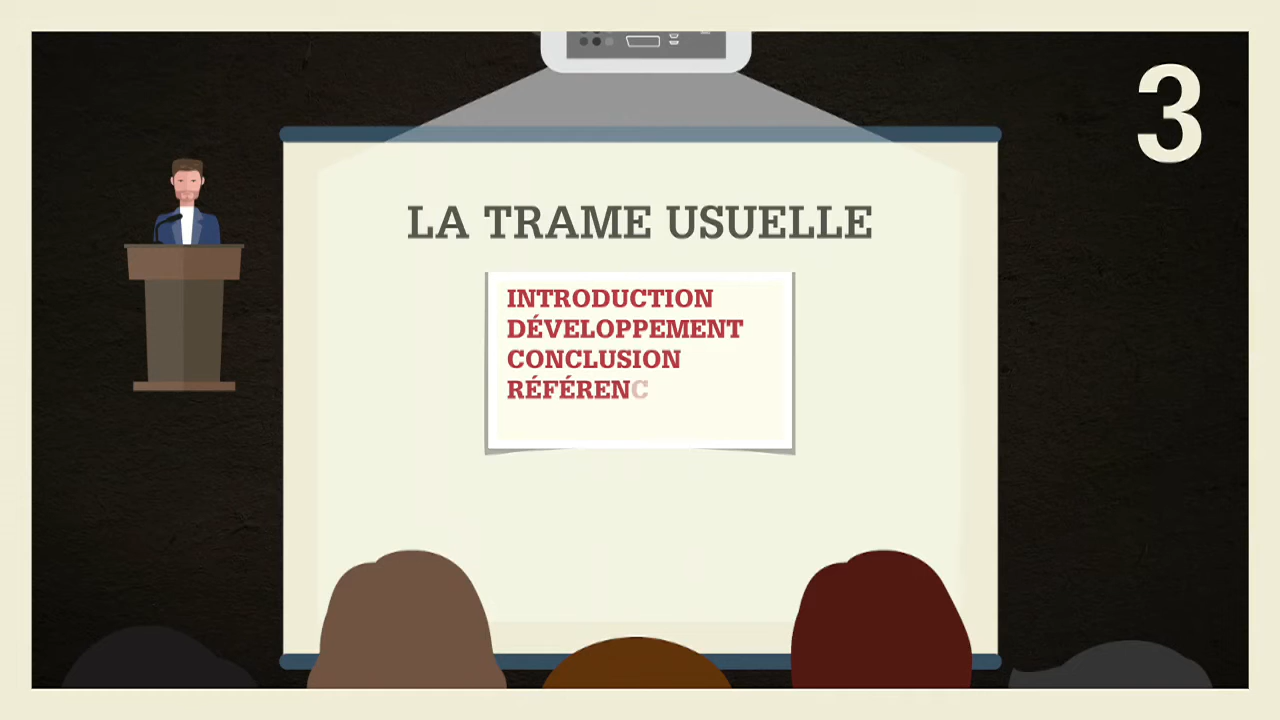 3
LA TRAME USUELLE
INTRODUCTION
DÉVELOPPEMENT
CONCLUSION
RÉFÉRENC